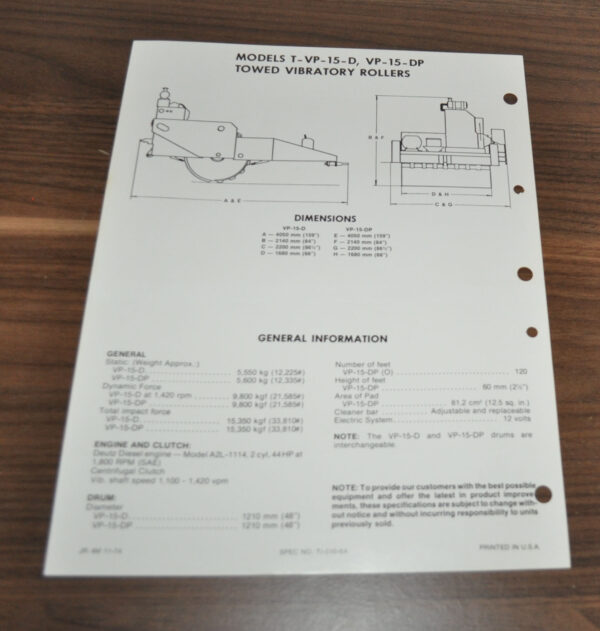 MODELS T-VP-15-D, VP-15-DP
TOWED VIBRATORY ROLLERS
A & E
B & F
D & H
C & G
DIMENSIONS
VP-15-D VP-15-DP
A — 4050 mm (159") E — 4050 mm (159")
B — 2140 mm (84") F — 2140 mm (84")
C — 2200 mm (86½") G — 2200 mm (86½")
D — 1680 mm (66") H — 1680 mm (66")
GENERAL INFORMATION
GENERAL
Static: (Weight Approx.:)
VP-15-D. 5,550 kg (12,225#)
VP-15-DP 5,600 kg (12,335#)
Dynamic Force
VP-15-D at 1,420 rpm 9,800 kgf (21,585#)
VP-15-DP 9,800 kgf (21,585#)
Total impact force
VP-15-D. 15,350 kgf (33,810#)
VP-15-DP 15,350 kgf (33,810#)
ENGINE AND CLUTCH:
Deutz Diesel engine — Model A2L-1114, 2 cyl, 44 HP at
1,800 RPM (SAE)
Centrifugal Clutch
Vib. shaft speed 1,100 - 1,420 vpm
DRUM:
Diameter
VP-15-D 1210 mm (48")
VP-15-DP 1210 mm (48")
Number of feet
VP-15-DP (O) 120
Height of feet
VP-15-DP 60 mm (2¼")
Area of Pad
VP-15-DP 81,2 cm² (12.5 sq. in.)
Cleaner bar Adjustable and replaceable
Electric System 12 volts
NOTE: The VP-15-D and VP-15-DP drums are
interchangeable.
NOTE: To provide our customers with the best possible
equipment and offer the latest in product improve-
ments, these specifications are subject to change with-
out notice and without incurring responsibility to units
previously sold.
SPEC NO.
PRINTED IN U.S.A.